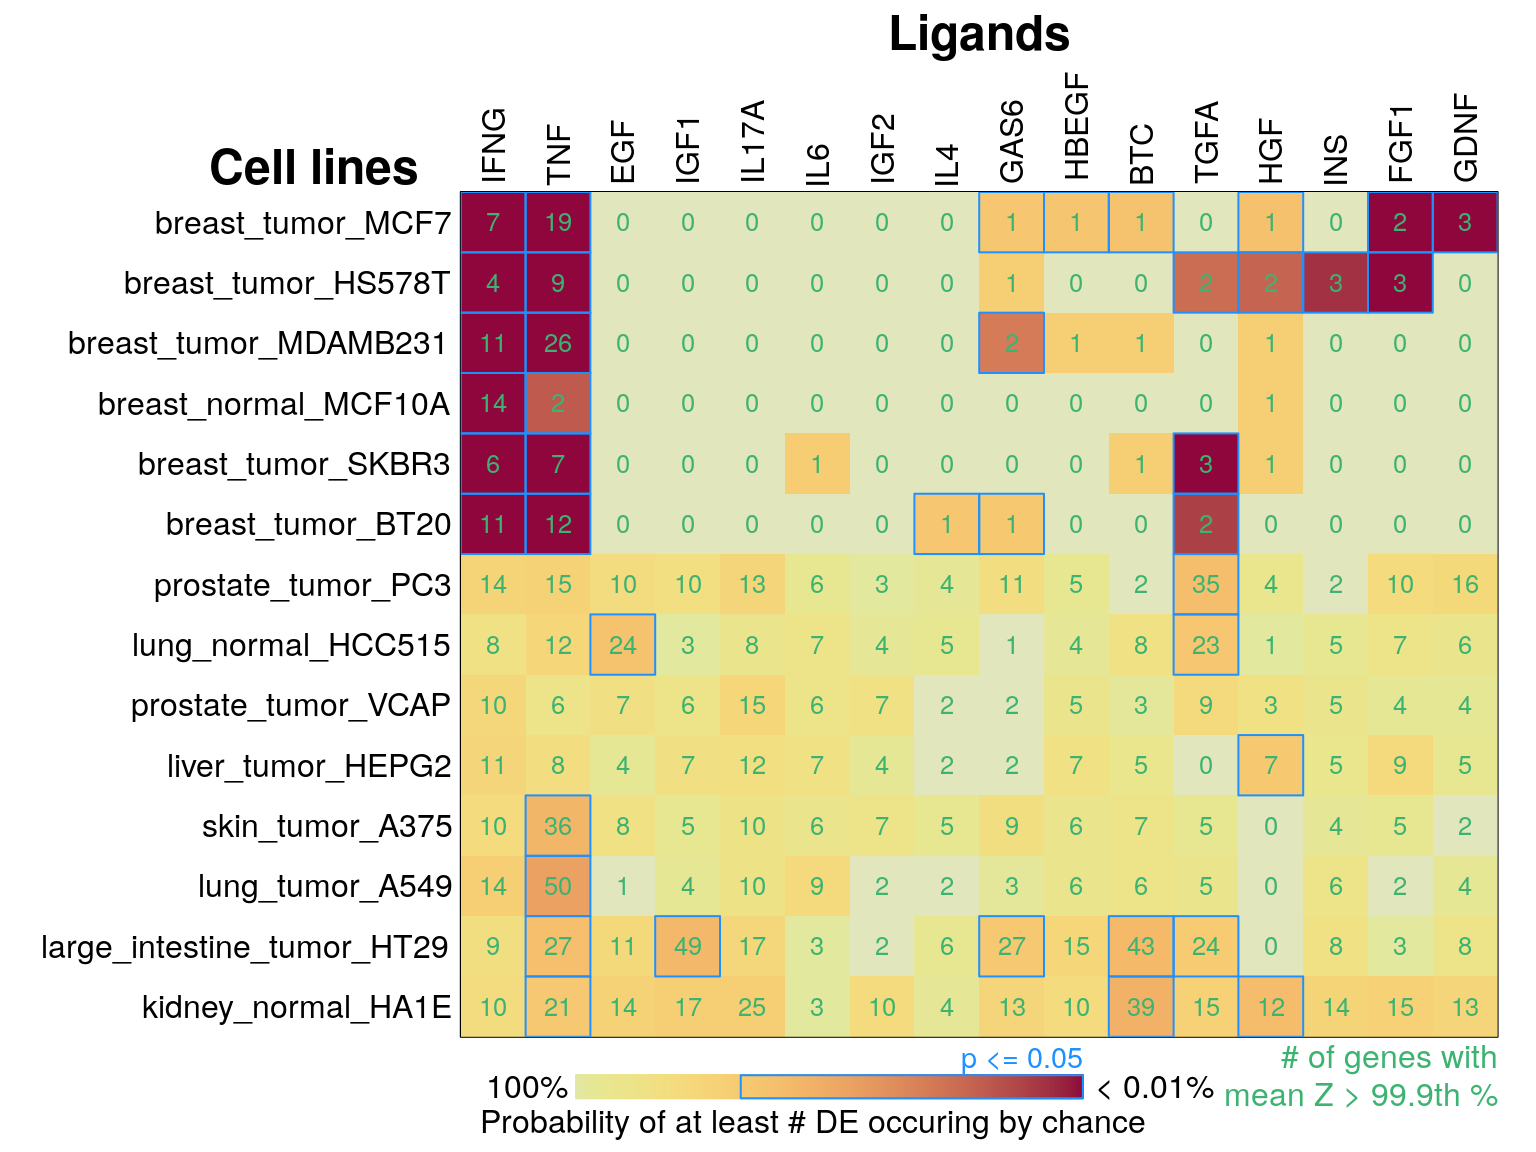 Ligands
Cell lines IFNG TNF EGF IGF1 IL17A IL6 IGF2 IL4 GAS6 HBEGF BTC TGFA HGF INS FGF1 GDNF
breast_tumor_MCF7 7 19 0 0 0 0 0 0 1 1 1 0 1 0 2 3
breast_tumor_HS578T 4 9 0 0 0 0 0 0 1 0 0 2 2 3 3 0
breast_tumor_MDAMB231 11 26 0 0 0 0 0 0 2 1 1 0 1 0 0 0
breast_normal_MCF10A 14 2 0 0 0 0 0 0 0 0 0 0 1 0 0 0
breast_tumor_SKBR3 6 7 0 0 0 1 0 0 0 0 1 3 1 0 0 0
breast_tumor_BT20 11 12 0 0 0 0 0 1 1 0 0 2 0 0 0 0
prostate_tumor_PC3 14 15 10 10 13 6 3 4 11 5 2 35 4 2 10 16
lung_normal_HCC515 8 12 24 3 8 7 4 5 1 4 8 23 1 5 7 6
prostate_tumor_VCAP 10 6 7 6 15 6 7 2 2 5 3 9 3 5 4 4
liver_tumor_HEPG2 11 8 4 7 12 7 4 2 2 7 5 0 7 5 9 5
skin_tumor_A375 10 36 8 5 10 6 7 5 9 6 7 5 0 4 5 2
lung_tumor_A549 14 50 1 4 10 9 2 2 3 6 6 5 0 6 2 4
large_intestine_tumor_HT29 9 27 11 49 17 3 2 6 27 15 43 24 0 8 3 8
kidney_normal_HA1E 10 21 14 17 25 3 10 4 13 10 39 15 12 14 15 13
p <= 0.05
100% < 0.01%
Probability of at least # DE occuring by chance
# of genes with
mean Z > 99.9th %